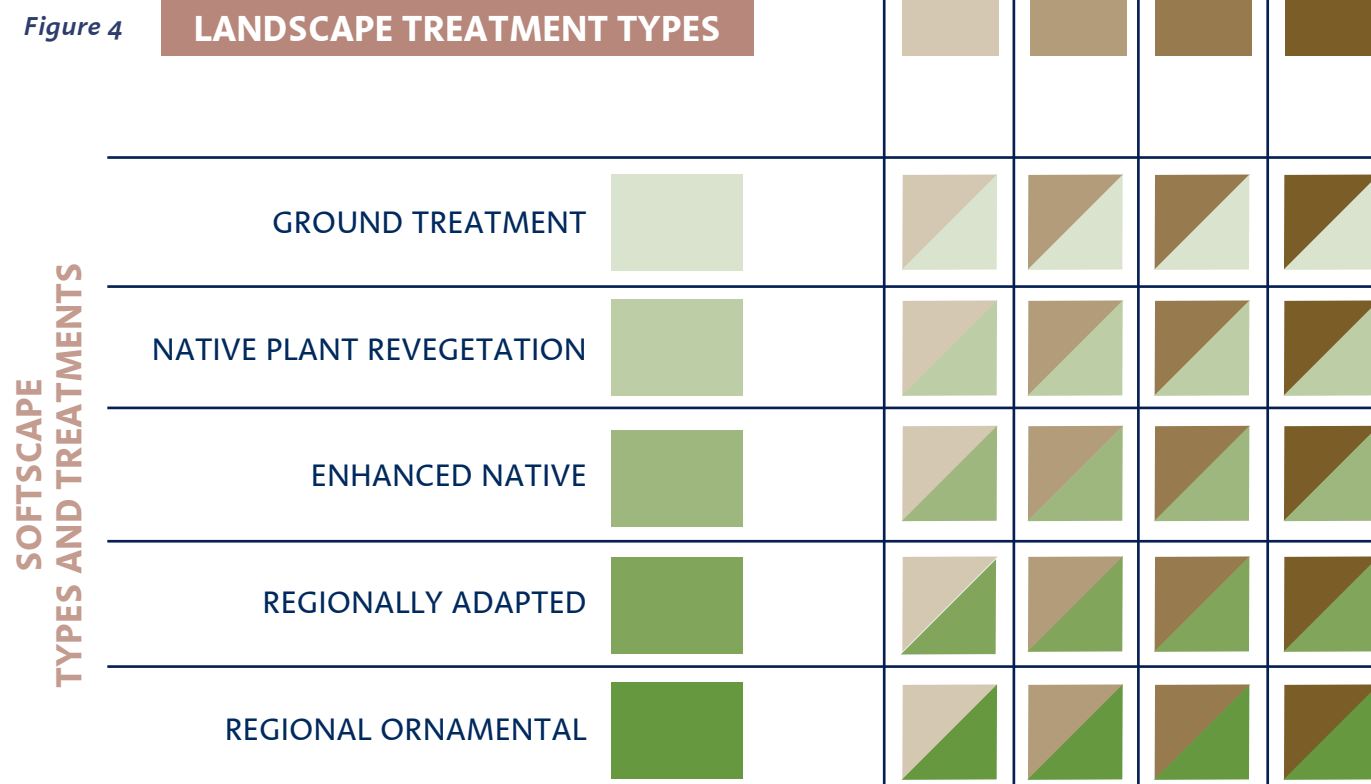 Figure 4
LANDSCAPE TREATMENT TYPES
SOFTSCAPE
TYPES AND TREATMENTS
GROUND TREATMENT
NATIVE PLANT REVEGETATION
ENHANCED NATIVE
REGIONALLY ADAPTED
REGIONAL ORNAMENTAL